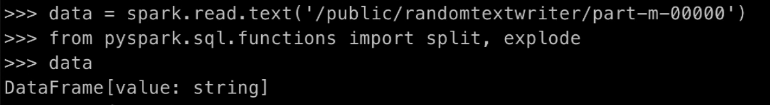 >>> data = spark.read.text('/public/randomtextwriter/part-m-00000')
>>> from pyspark.sql.functions import split, explode
>>> data
DataFrame[value: string]